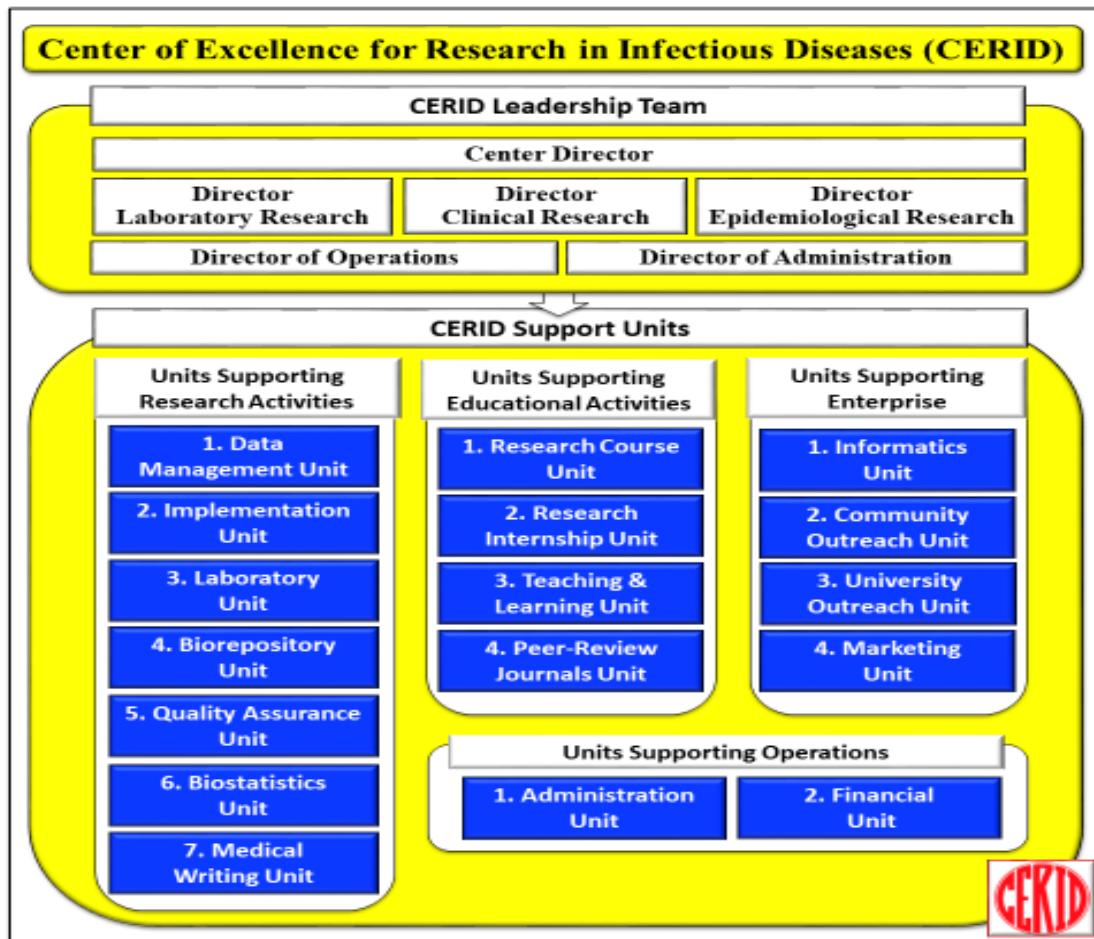 Center of Excellence for Research in Infectious Diseases (CERID)
CERID Leadership Team
Center Director
Director
Laboratory Research
Director
Clinical Research
Director
Epidemiological Research
Director of Operations
Director of Administration
CERID Support Units
Units Supporting
Research Activities
1. Data
Management Unit
2. Implementation
Unit
3. Laboratory
Unit
4. Biorepository
Unit
5. Quality Assurance
Unit
6. Biostatistics
Unit
7. Medical
Writing Unit
Units Supporting
Educational Activities
1. Research Course
Unit
2. Research
Internship Unit
3. Teaching &
Learning Unit
4. Peer-Review
Journals Unit
Units Supporting
Enterprise
1. Informatics
Unit
2. Community
Outreach Unit
3. University
Outreach Unit
4. Marketing
Unit
Units Supporting Operations
1. Administration
Unit
2. Financial
Unit
CERID